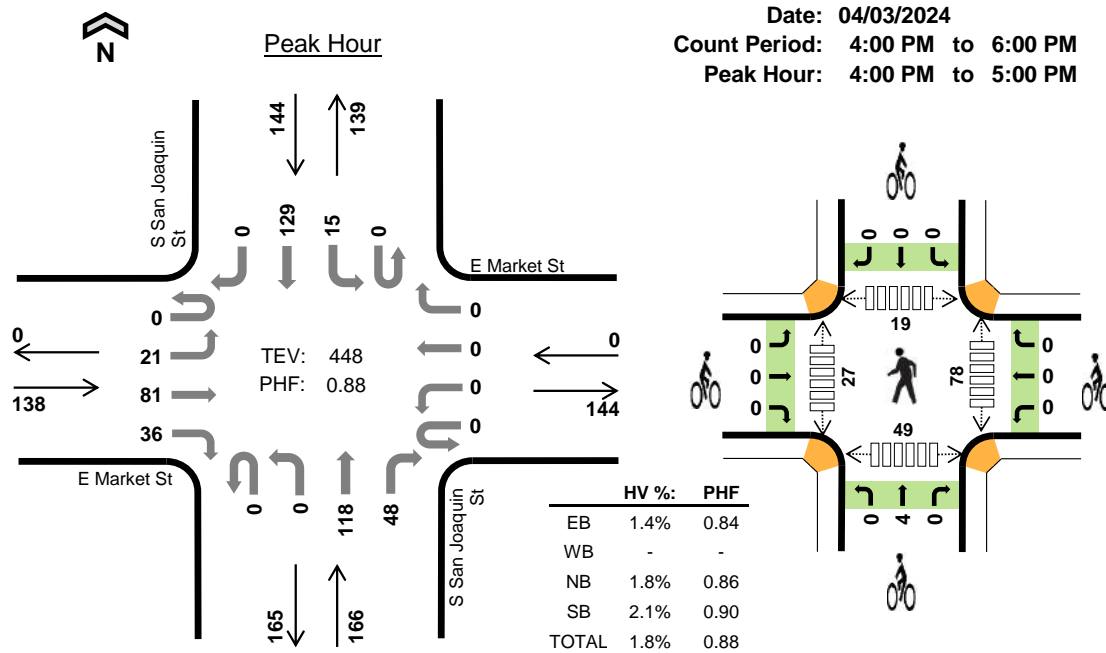 Date: 04/03/2024
Count Period: 4:00 PM to 6:00 PM
Peak Hour: 4:00 PM to 5:00 PM
N
Peak Hour
144
139
S San Joaquin
St
0
129
15
0
E Market St
0
21
81
36
0
0
0
0
0
138
0
144
TEV: 448
PHF: 0.88
E Market St
0
0
118
48
S San Joaquin
St
165
166
HV %: PHF
EB 1.4% 0.84
WB - -
NB 1.8% 0.86
SB 2.1% 0.90
TOTAL 1.8% 0.88
0
0
0
19
0
0
0
27
78
0
0
0
49
0
4
0